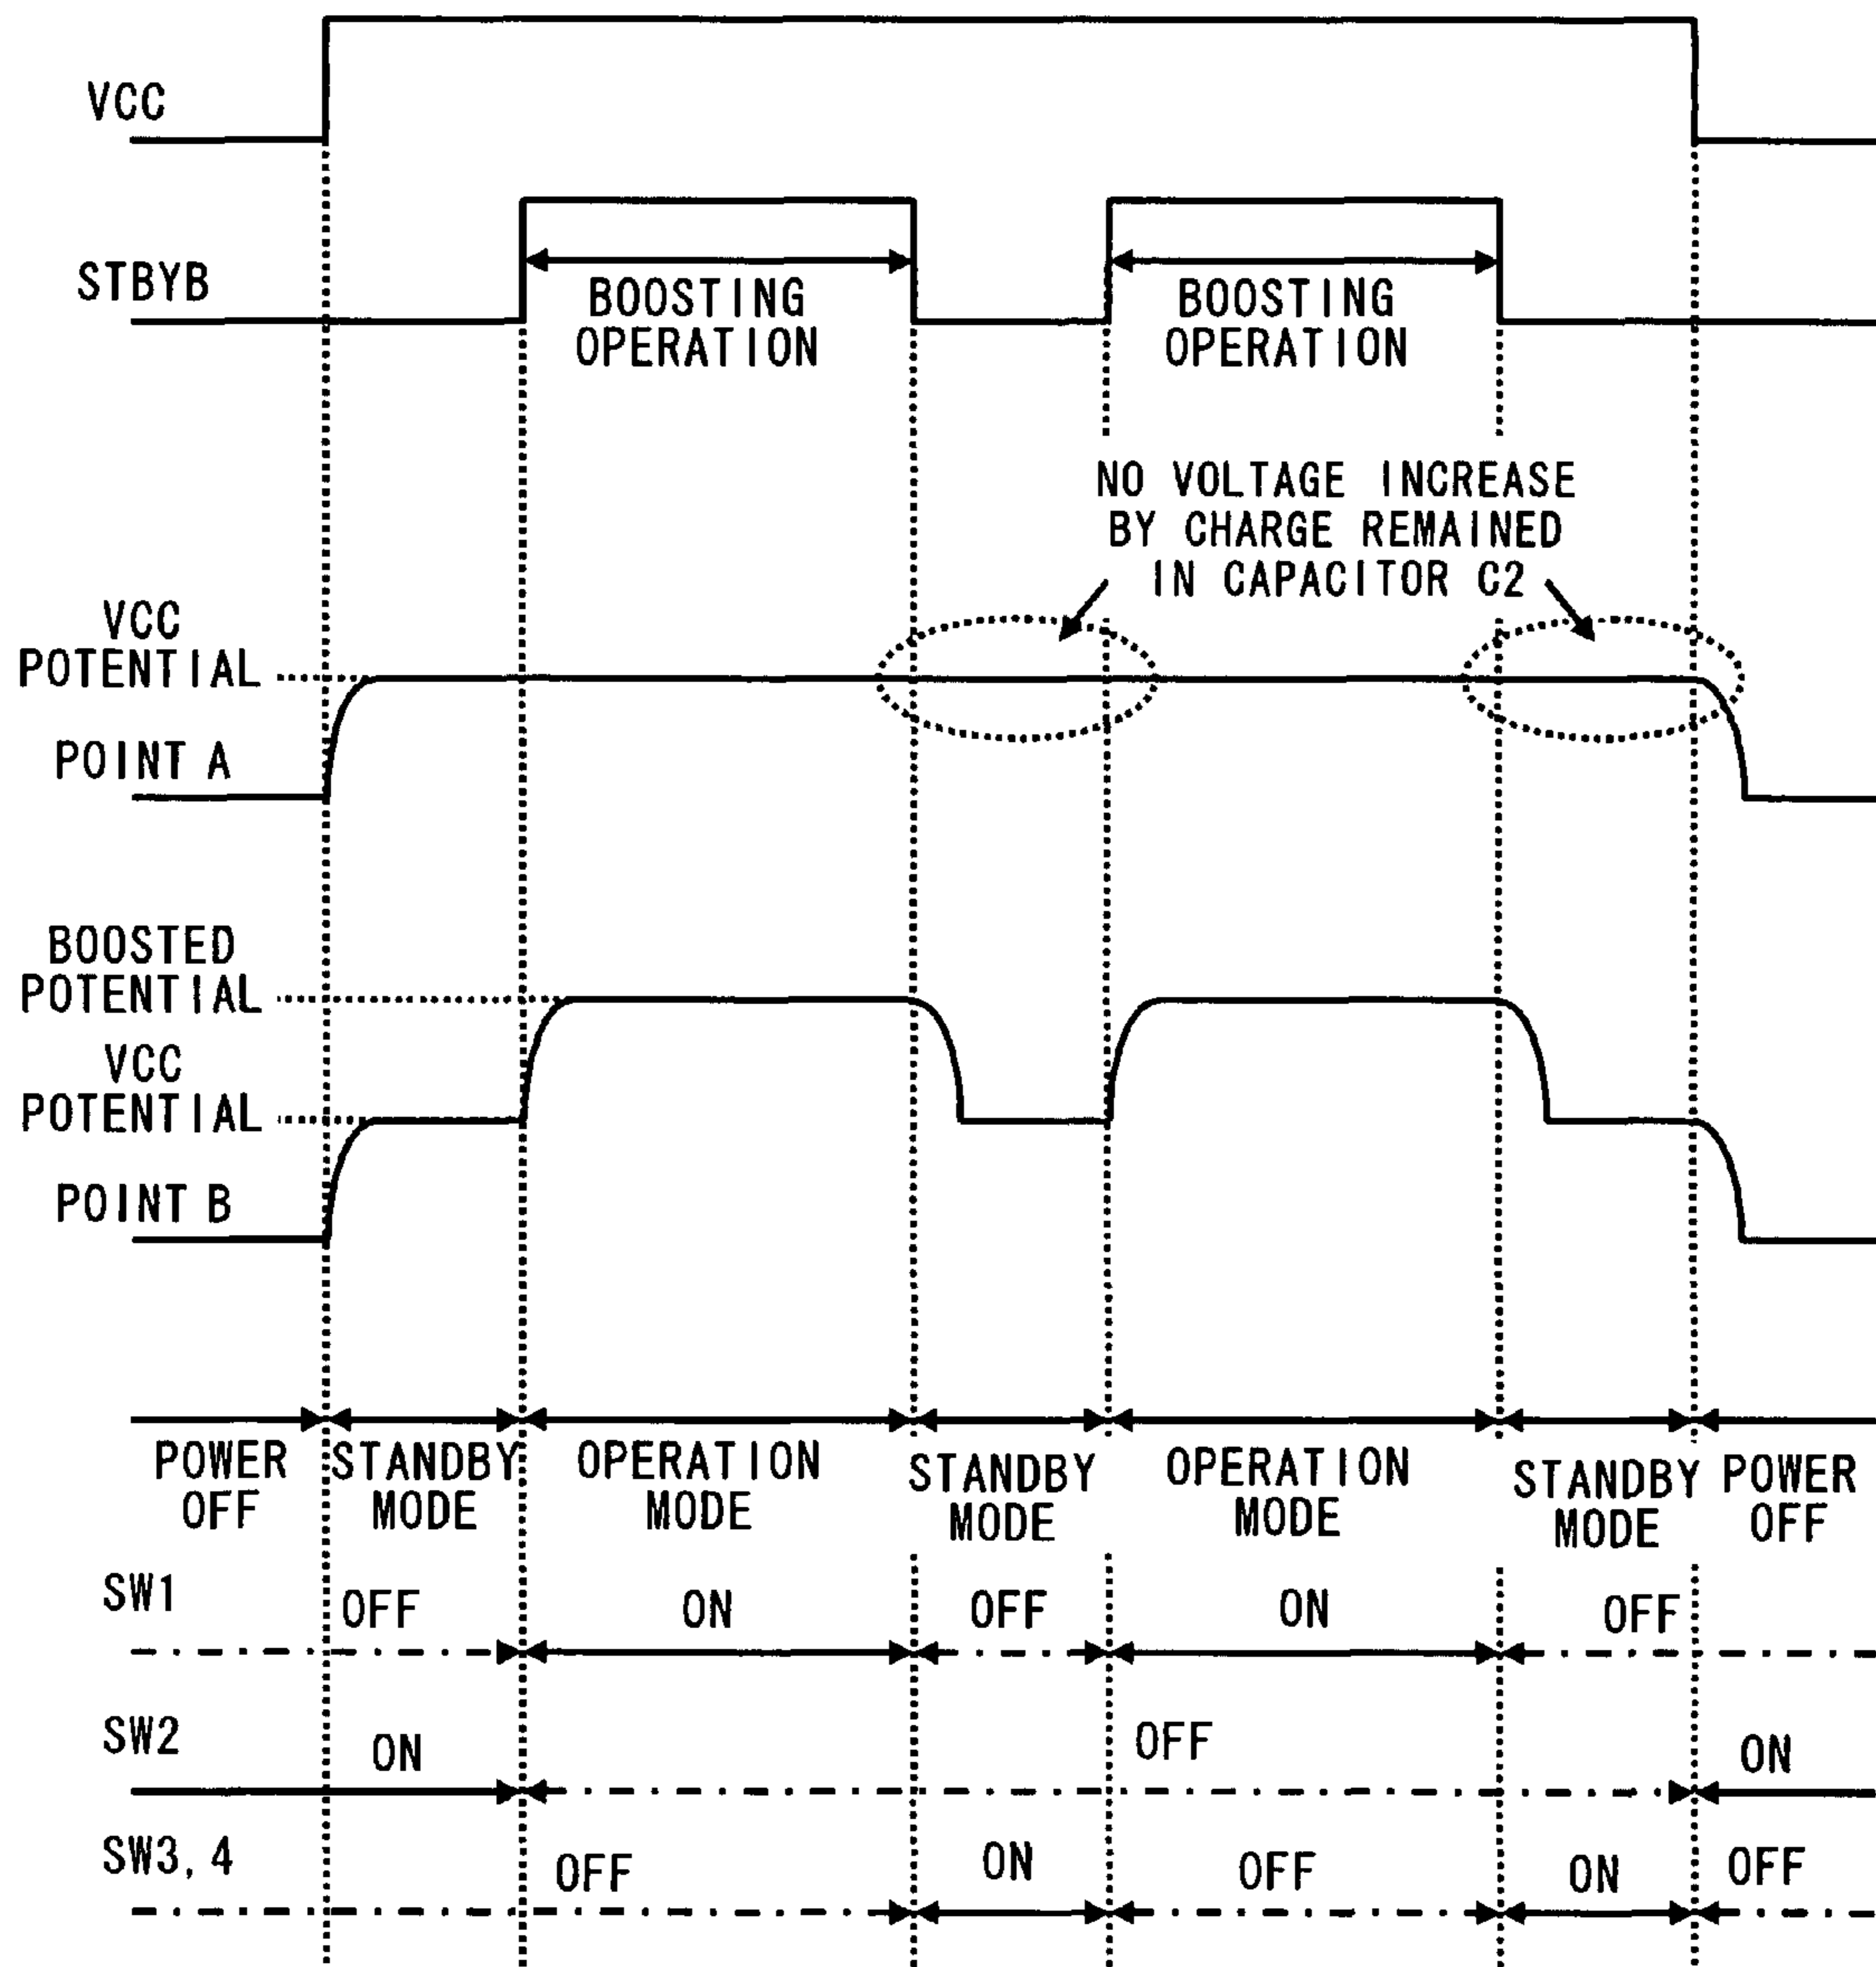 VCC
STBYB
BOOSTING
OPERATION
BOOSTING
OPERATION
NO VOLTAGE INCREASE
BY CHARGE REMAINED
IN CAPACITOR C2
VCC
POTENTIAL
POINT A
BOOSTED
POTENTIAL
VCC
POTENTIAL
POINT B
POWER
OFF
STANDBY
MODE
OPERATION
MODE
STANDBY
MODE
OPERATION
MODE
STANDBY
MODE
POWER
OFF
SW1
OFF
ON
OFF
ON
OFF
SW2
ON
OFF
ON
SW3, 4
OFF
ON
OFF
ON
OFF